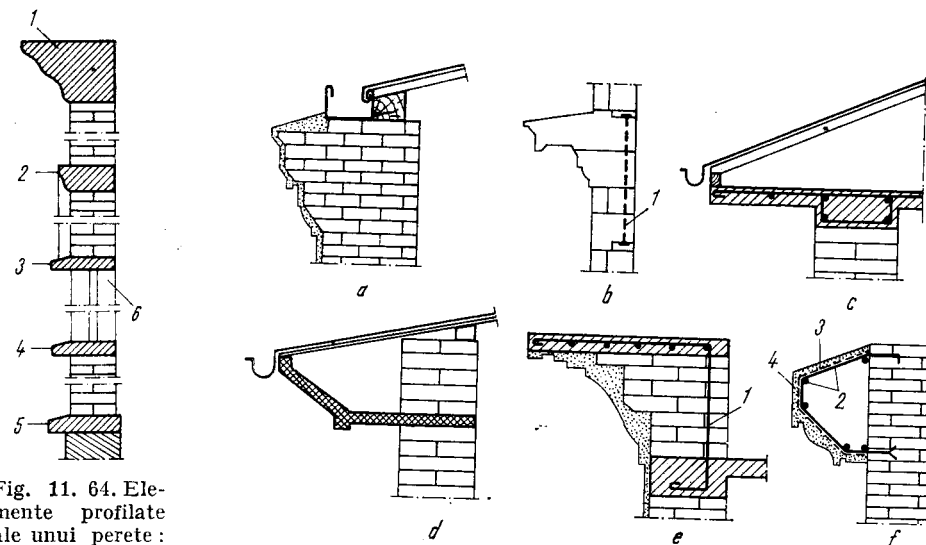 1
2
3
6
4
5
Fig. 11. 64. Ele-
mente profilate
ale unui perete :
a
1
b
c
d
1
e
3
4
2
f